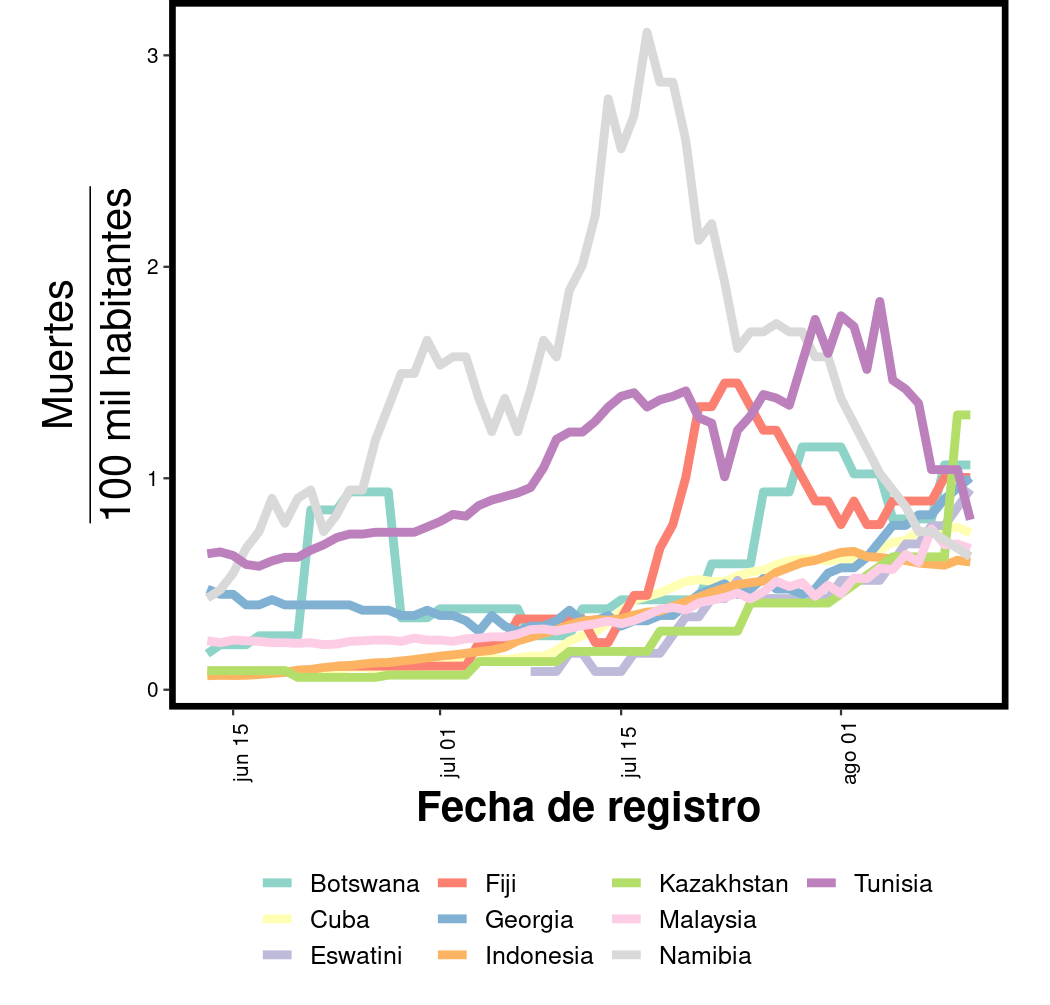 Muertes
100 mil habitantes
3
2
1
0
jun 15
jul 01
jul 15
ago 01
Fecha de registro
Botswana
Fiji
Kazakhstan
Tunisia
Cuba
Georgia
Malaysia
Eswatini
Indonesia
Namibia